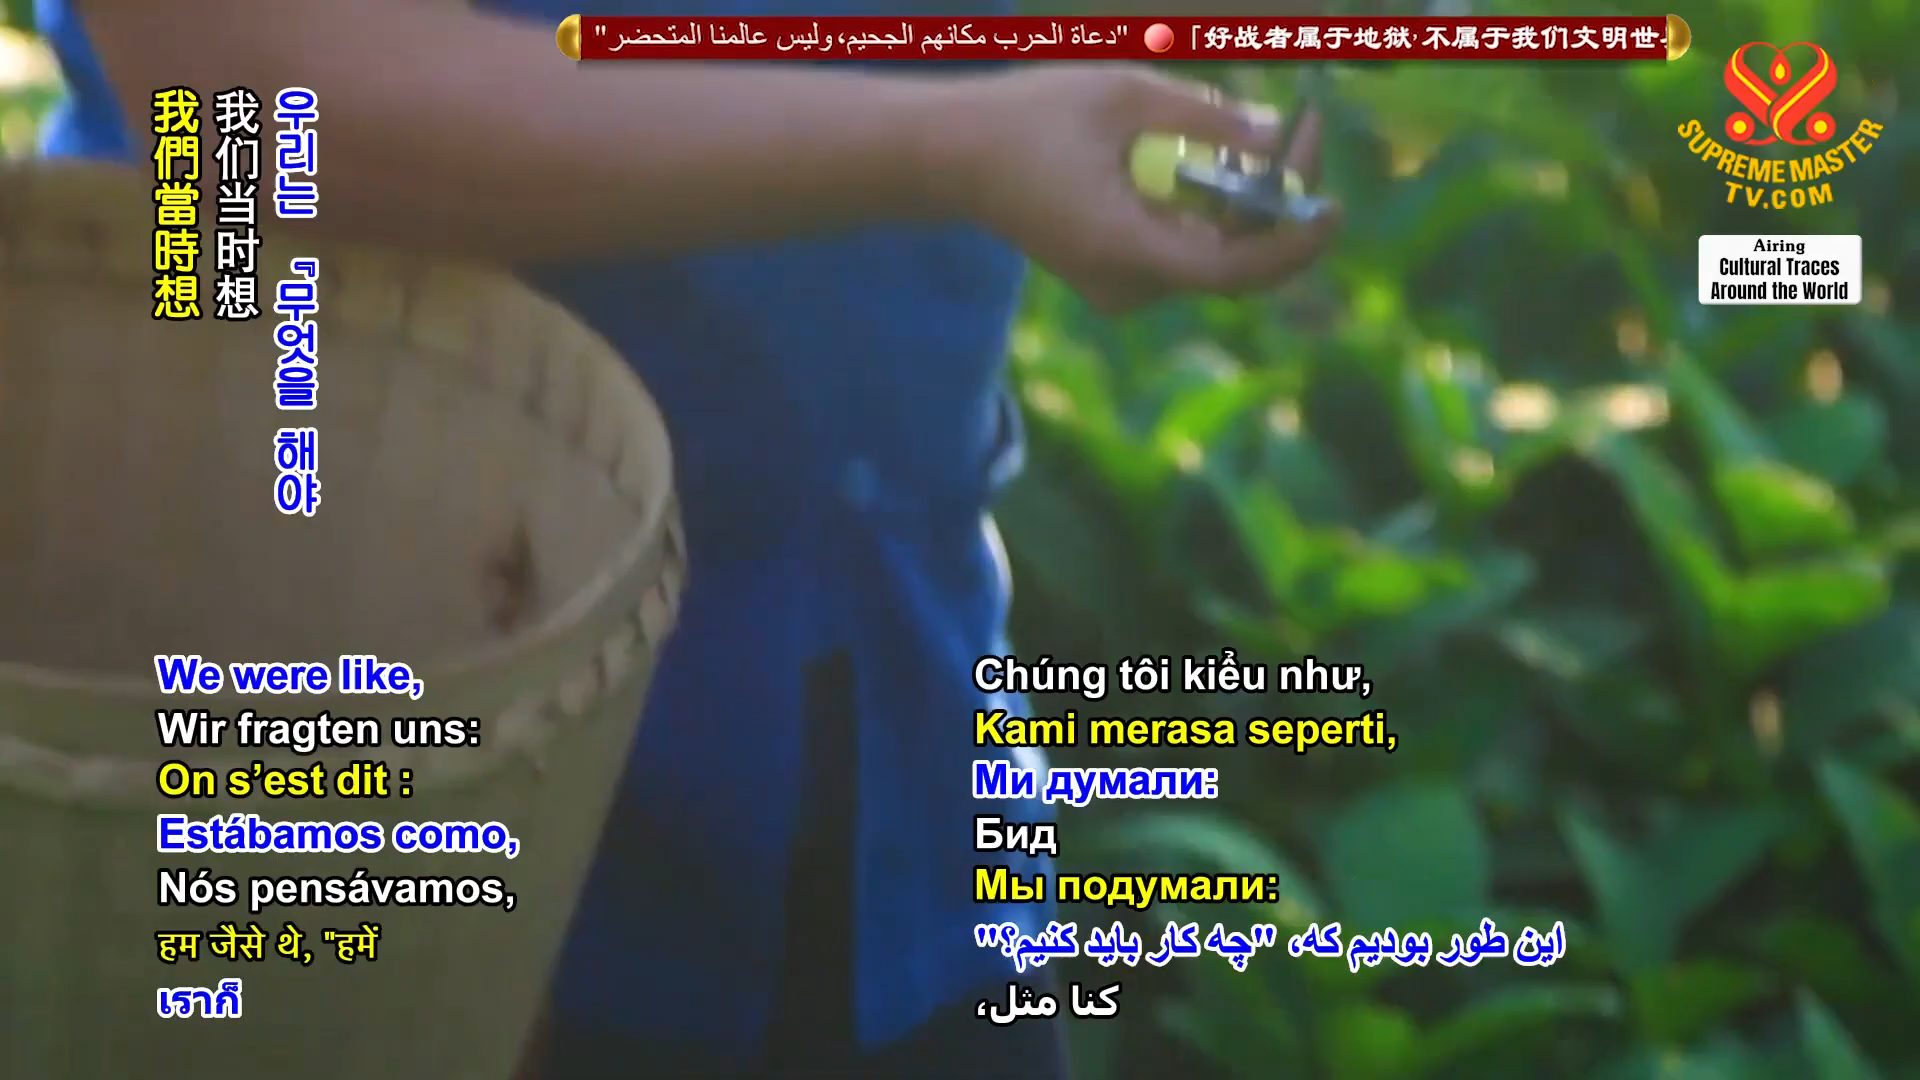 "دعاة الحرب مكانهم الجحيم، وليس عالمنا المتحضر"
「好战者属于地狱，不属于我们文明世
SUPREME MASTER
TV.COM
Airing
Cultural Traces
Around the World
우리는 『무엇을 해야
我们当时想
我們當時想
We were like,
Wir fragten uns:
On s’est dit :
Estábamos como,
Nós pensávamos,
हम जैसे थे, "हमें
เราก็
Chúng tôi kiểu như,
Kami merasa seperti,
Ми думали:
Бид
Мы подумали:
این طور بودیم که، "چه کار باید کنیم؟"
كنا مثل،